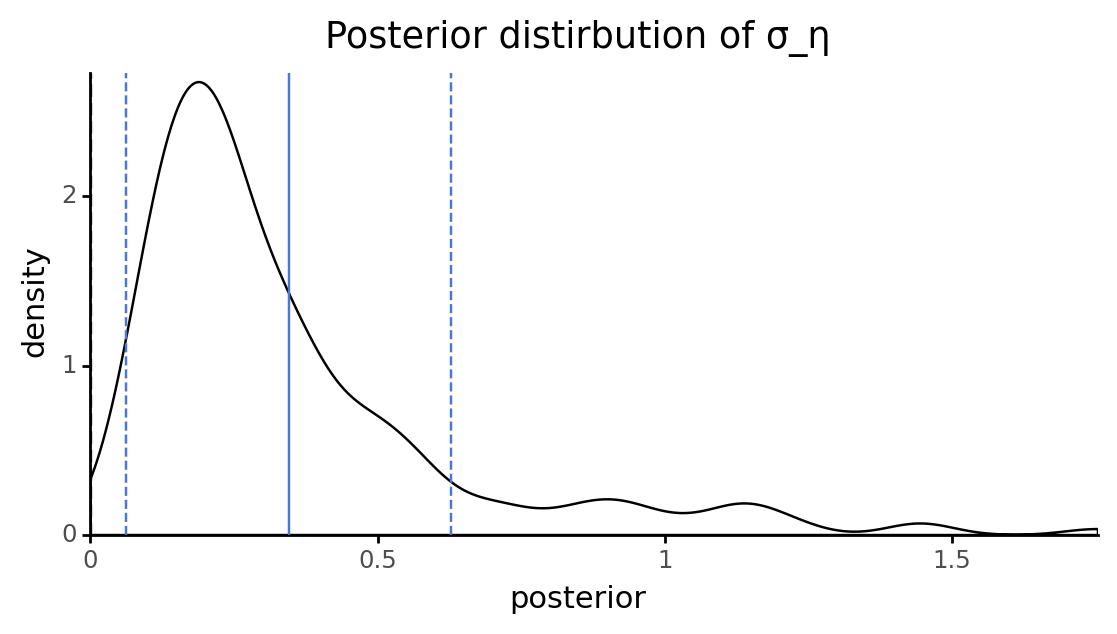 Posterior distirbution of σ_η
density
2
1
0
0 0.5 1 1.5
posterior